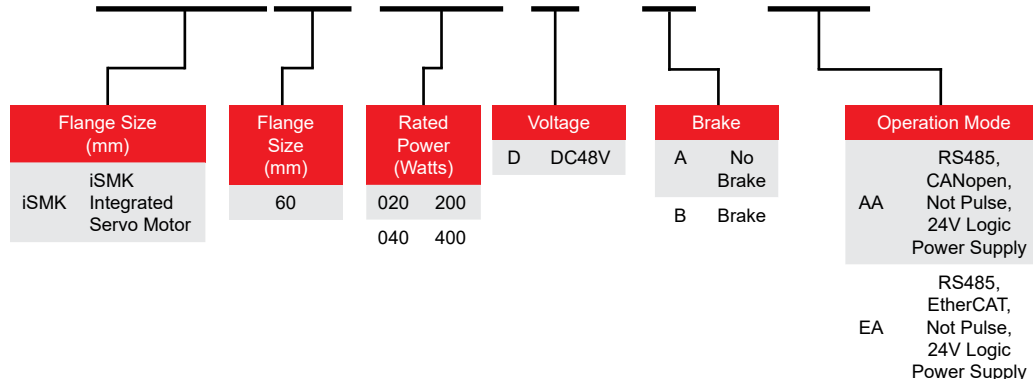 Flange Size
(mm)
iSMK
iSMK
Integrated
Servo Motor
Flange
Size
(mm)
60
Rated
Power
(Watts)
020 200
040 400
Voltage
D DC48V
Brake
A No
Brake
B Brake
Operation Mode
AA
RS485,
CANopen,
Not Pulse,
24V Logic
Power Supply
EA
RS485,
EtherCAT,
Not Pulse,
24V Logic
Power Supply